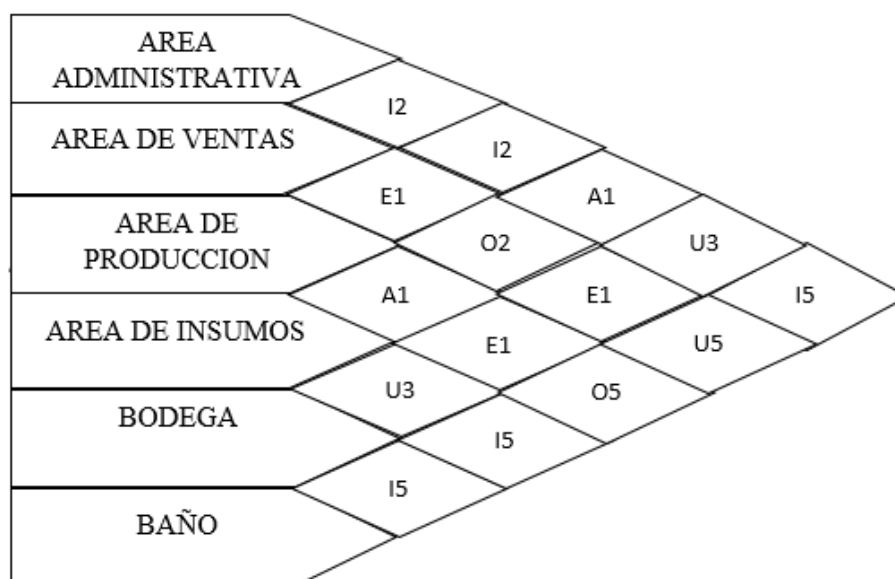 AREA
ADMINISTRATIVA
I2
AREA DE VENTAS
I2
E1
A1
AREA DE
PRODUCCION
O2
U3
A1
E1
I5
AREA DE INSUMOS
E1
U5
U3
O5
BODEGA
I5
I5
BAÑO